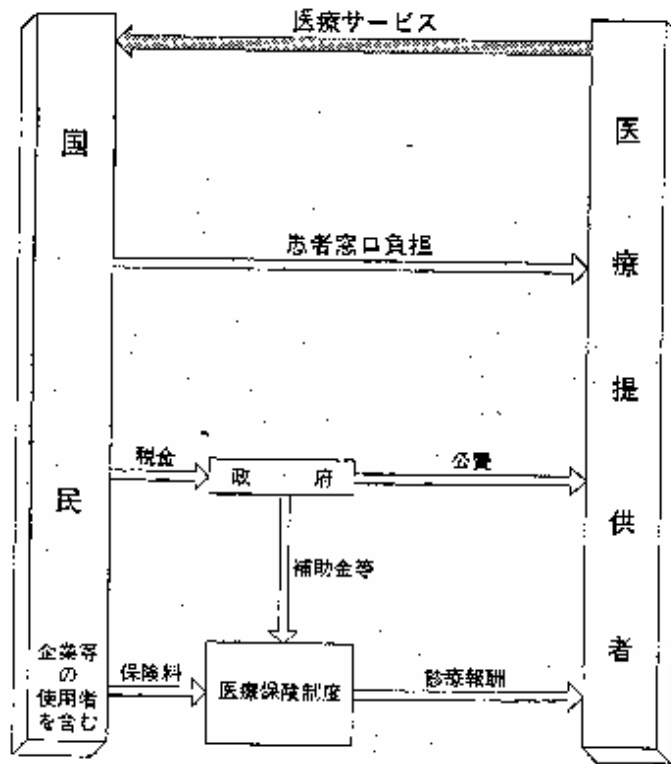 医療サービス
国民
企業等
の
使用者
を含む
医療提供者
患者窓口負担
税金
政府
公費
補助金等
保険料
医療保険制度
診療報酬